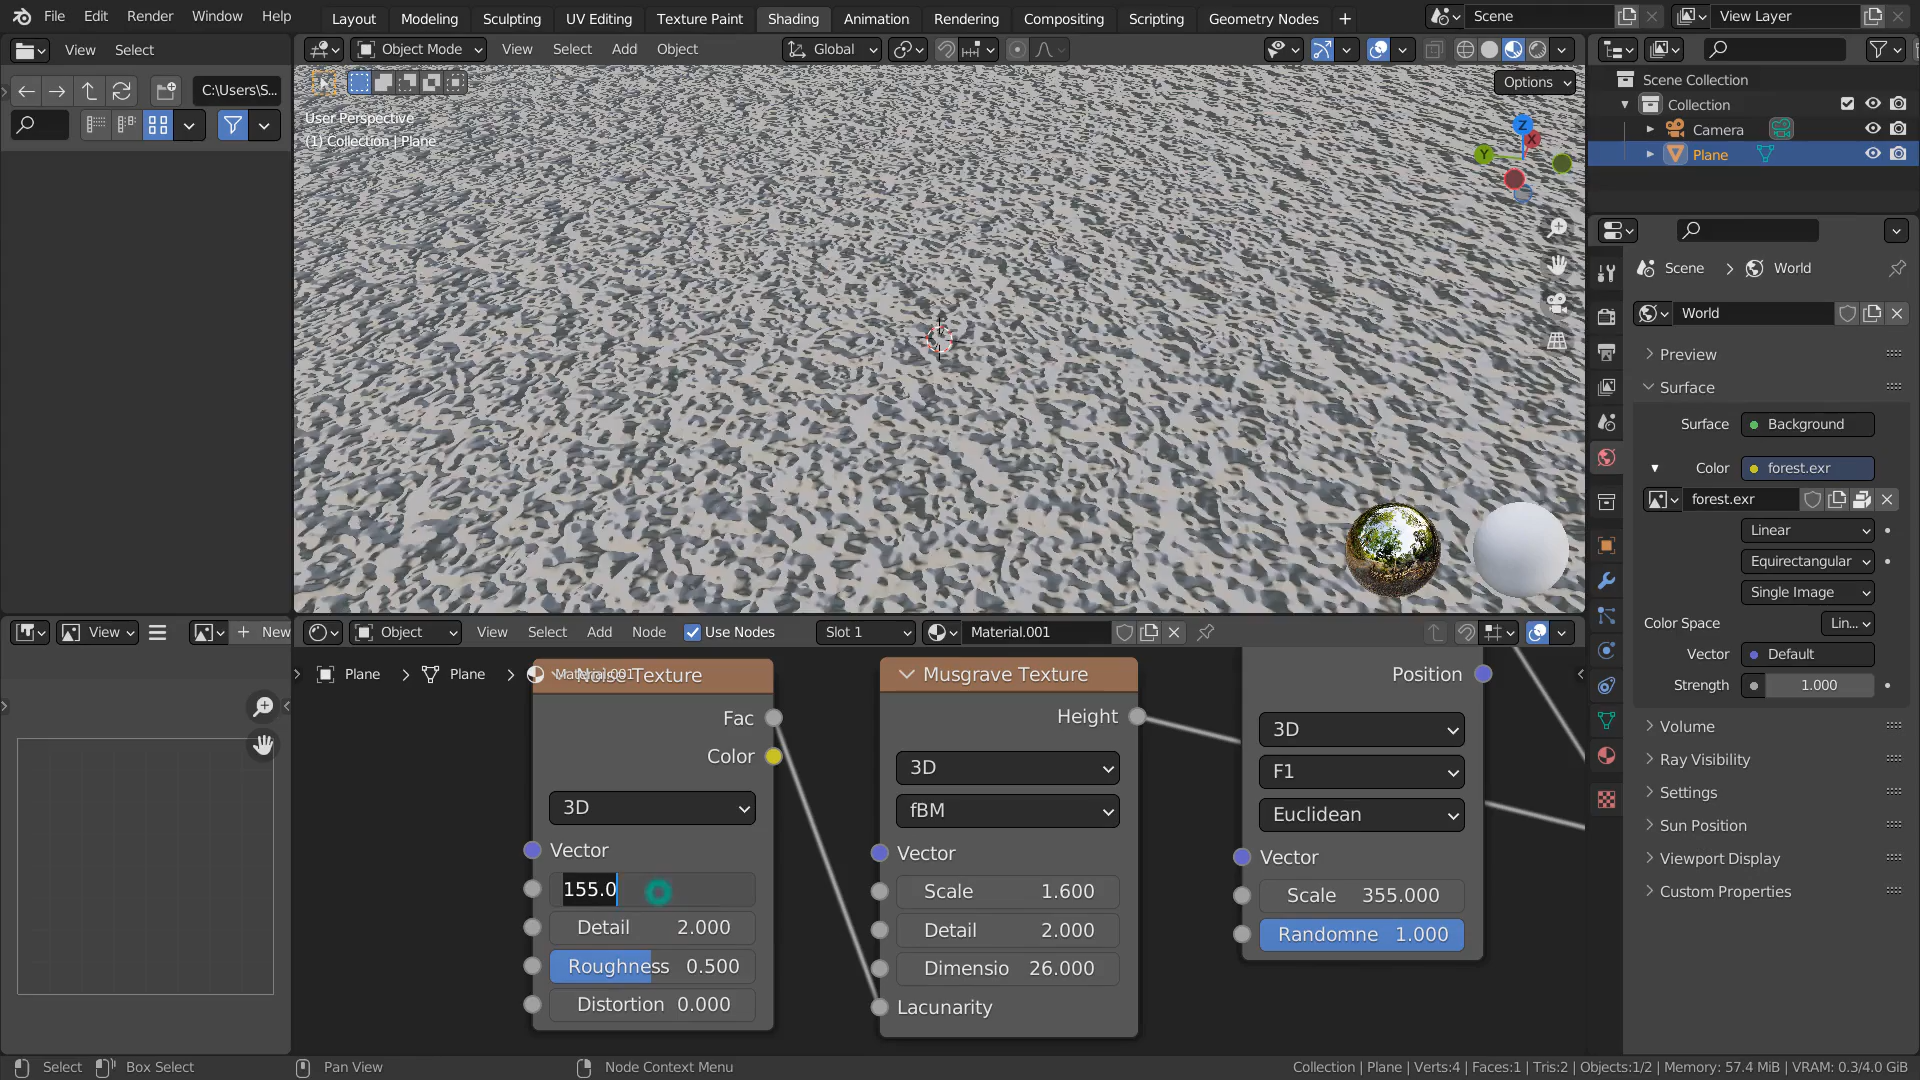 File Edit Render Window Help
Layout Modeling Sculpting UV Editing Texture Paint Shading Animation Rendering Compositing Scripting Geometry Nodes +
Scene
View Layer
View Select
Object Mode View Select Add Object
Global
Options
C:\Users\S...
User Perspective
(1) Collection | Plane
Z
X
Y
Scene Collection
Collection
Camera
Plane
Scene > World
World
Preview
Surface
Surface Background
Color forest.exr
forest.exr
Linear
Equirectangular
Single Image
Color Space Lin...
Vector Default
Strength 1.000
Volume
Ray Visibility
Settings
Sun Position
Viewport Display
Custom Properties
View
+ New
Object View Select Add Node Use Nodes Slot 1 Material.001
Plane > Plane > Material.001
Noise Texture
Fac
Color
3D
Vector
155.0
Detail 2.000
Roughness 0.500
Distortion 0.000
Musgrave Texture
Height
3D
fBM
Vector
Scale 1.600
Detail 2.000
Dimensio 26.000
Lacunarity
Position
3D
F1
Euclidean
Vector
Scale 355.000
Randomne 1.000
Select Box Select Pan View Node Context Menu
Collection | Plane | Verts:4 | Faces:1 | Tris:2 | Objects:1/2 | Memory: 57.4 MiB | VRAM: 0.3/4.0 GiB